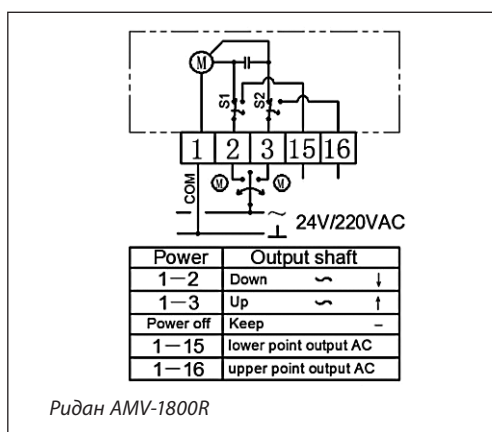 M
S1
S2
1 2 3 15 16
M M
COM
~
24V/220VAC
Power Output shaft
1—2 Down ~ ↓
1—3 Up ~ ↑
Power off Keep –
1—15 lower point output AC
1—16 upper point output AC
Ридан AMV-1800R